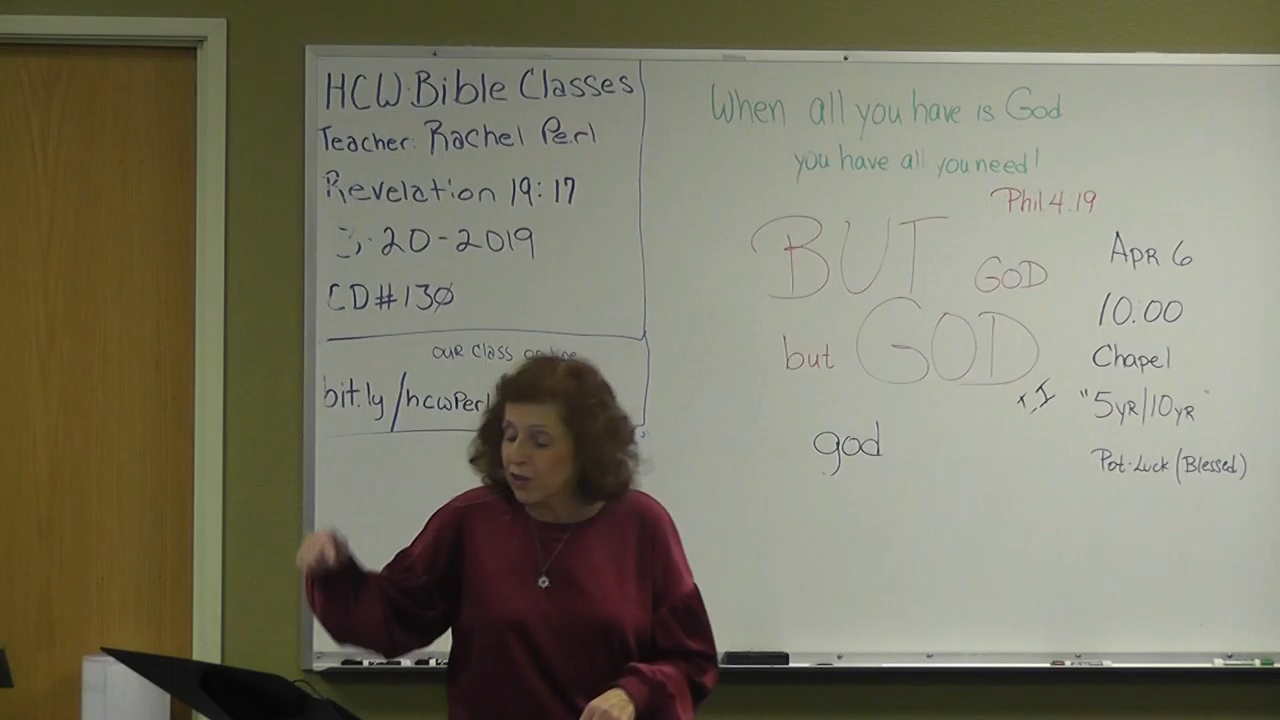 HCW Bible Classes
Teacher: Rachel Perl
Revelation 19:17
3-20-2019
CD#130
our class online
bit.ly/hcwPerl
When all you have is God
you have all you need!
Phil.4.19
BUT GOD
but GOD
god
Apr 6
10:00
Chapel
"5yr/10yr"
Pot-Luck (Blessed)